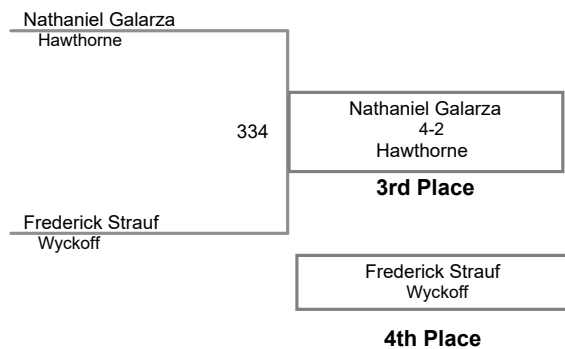 Nathaniel Galarza
Hawthorne
334
Nathaniel Galarza
4-2
Hawthorne
3rd Place
Frederick Strauf
Wyckoff
Frederick Strauf
Wyckoff
4th Place